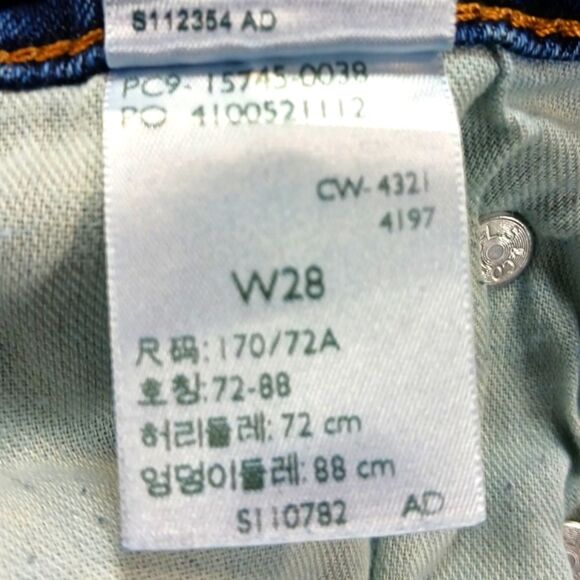 S112354 AD
PC9-15745-0038
PO 4100521112
CW-4321
4197
W28
尺码: 170/72A
호칭: 72-88
허리둘레: 72 cm
엉덩이둘레: 88 cm
S110782 AD